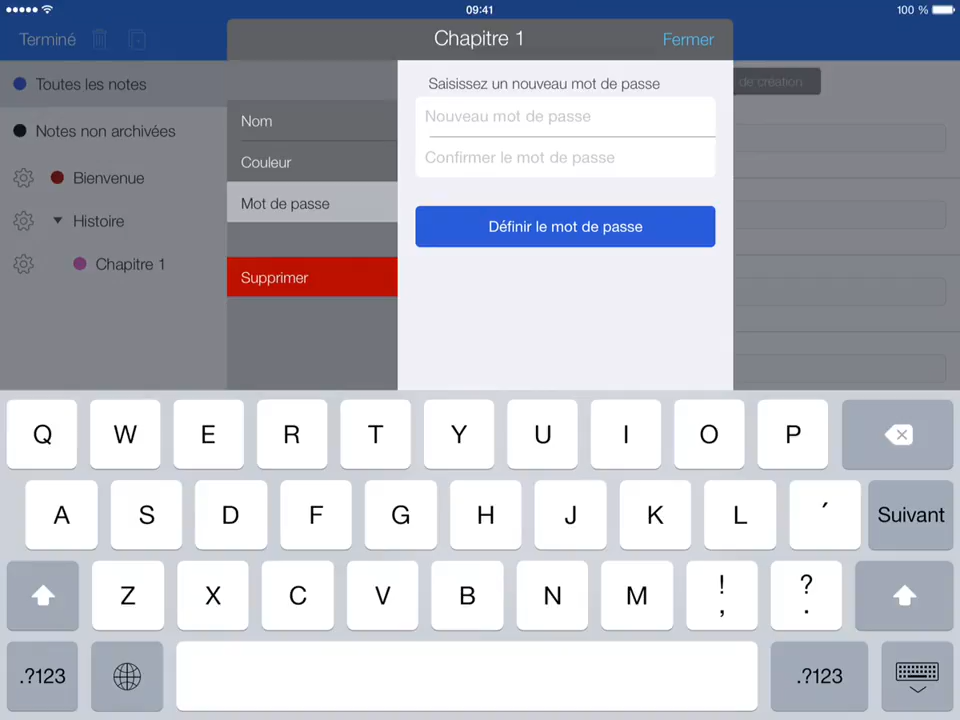 09:41
100 %
Terminé
Chapitre 1
Fermer
Toutes les notes
Notes non archivées
Bienvenue
Histoire
Chapitre 1
Nom
Couleur
Mot de passe
Supprimer
Saisissez un nouveau mot de passe
Nouveau mot de passe
Confirmer le mot de passe
Définir le mot de passe
de création
Q W E R T Y U I O P
A S D F G H J K L ´ Suivant
Z X C V B N M ! , ? .
.?123 .?123